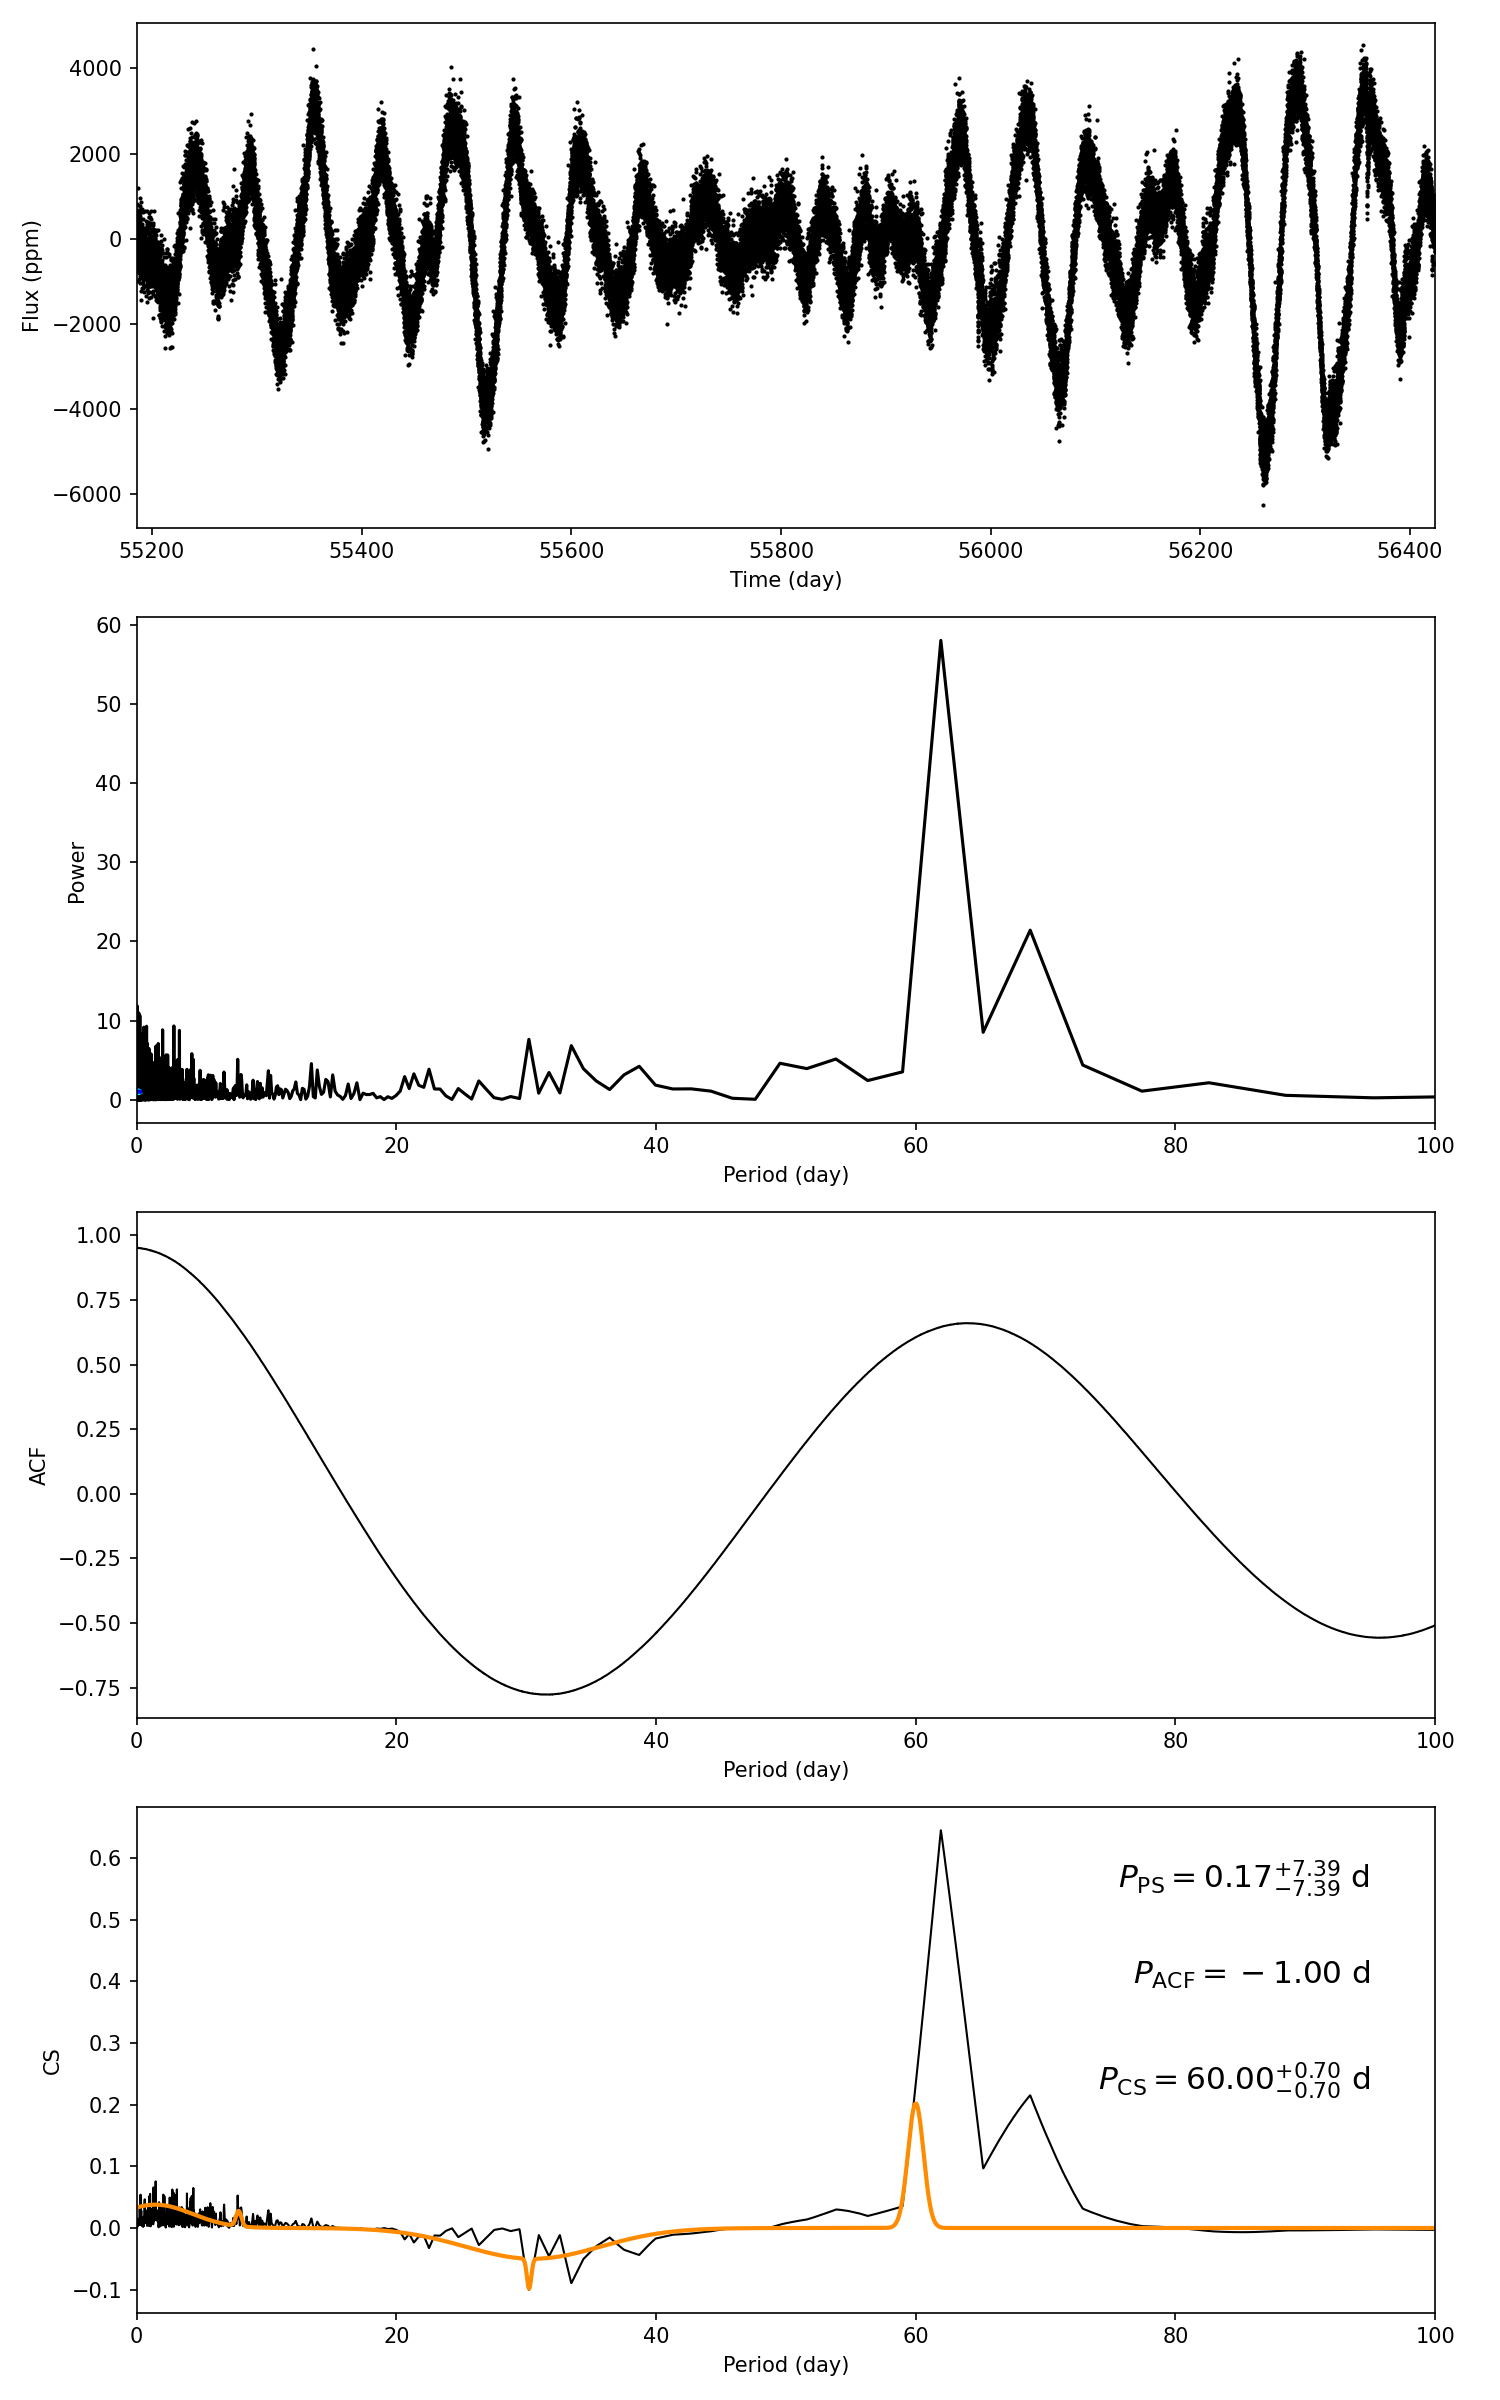 4000
2000
0
−2000
−4000
−6000
Flux (ppm)
55200 55400 55600 55800 56000 56200 56400
Time (day)
60
50
40
30
20
10
0
Power
0 20 40 60 80 100
Period (day)
1.00
0.75
0.50
0.25
0.00
−0.25
−0.50
−0.75
ACF
0 20 40 60 80 100
Period (day)
0.6
0.5
0.4
0.3
0.2
0.1
0.0
−0.1
CS
P_PS = 0.17^{+7.39}_{−7.39} d
P_ACF = −1.00 d
P_CS = 60.00^{+0.70}_{−0.70} d
0 20 40 60 80 100
Period (day)